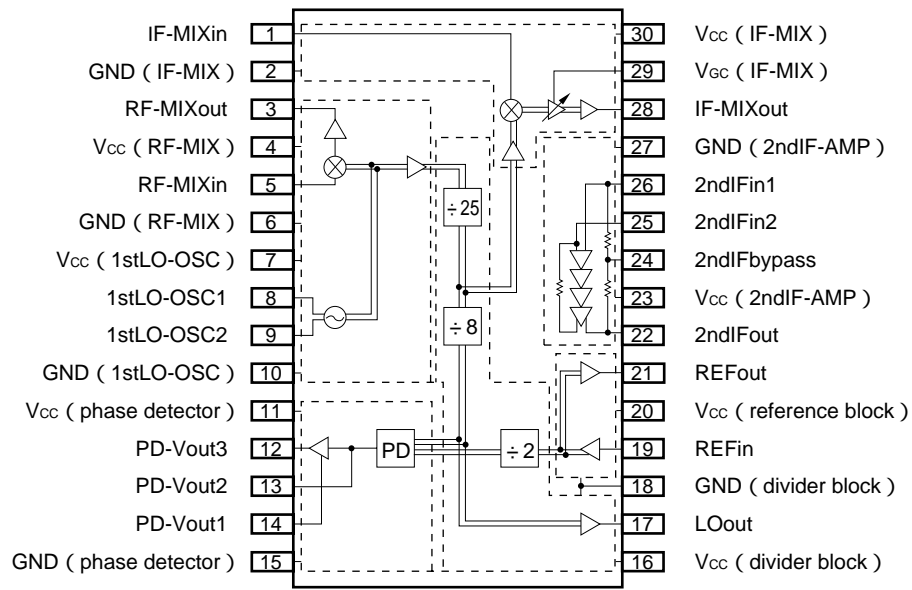 IF-MIXin 1
GND ( IF-MIX ) 2
RF-MIXout 3
Vcc ( RF-MIX ) 4
RF-MIXin 5
GND ( RF-MIX ) 6
Vcc ( 1stLO-OSC ) 7
1stLO-OSC1 8
1stLO-OSC2 9
GND ( 1stLO-OSC ) 10
Vcc ( phase detector ) 11
PD-Vout3 12
PD-Vout2 13
PD-Vout1 14
GND ( phase detector ) 15
÷25
÷8
PD
÷2
30 Vcc ( IF-MIX )
29 VGC ( IF-MIX )
28 IF-MIXout
27 GND ( 2ndIF-AMP )
26 2ndIFin1
25 2ndIFin2
24 2ndIFbypass
23 Vcc ( 2ndIF-AMP )
22 2ndIFout
21 REFout
20 Vcc ( reference block )
19 REFin
18 GND ( divider block )
17 LOout
16 Vcc ( divider block )